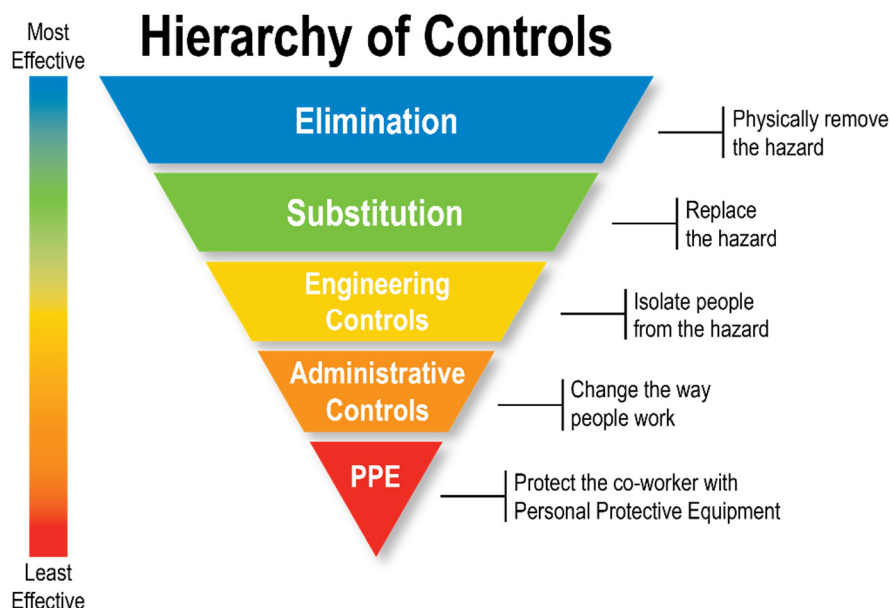 Most
Effective
Hierarchy of Controls
Elimination
Physically remove
the hazard
Substitution
Replace
the hazard
Engineering
Controls
Isolate people
from the hazard
Administrative
Controls
Change the way
people work
PPE
Protect the co-worker with
Personal Protective Equipment
Least
Effective